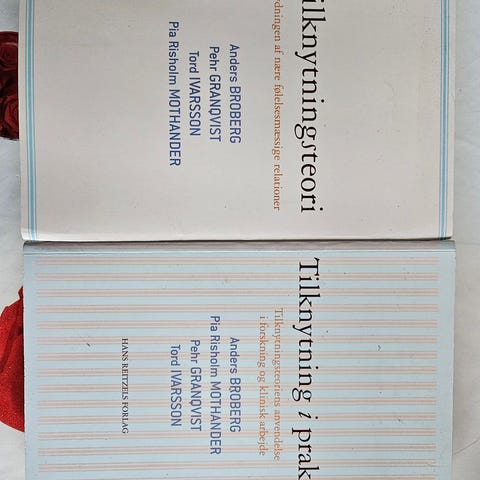 ilknytningsteori
rdningen af nære følelsesmæssige relationer
Anders BROBERG
Pehr GRANQVIST
Tord IVARSSON
Pia Risholm MOTHANDER
Tilknytning i prak
Tilknytningsteoriens anvendelse
i forskning og klinisk arbejde
Anders BROBERG
Pia Risholm MOTHANDER
Pehr GRANQVIST
Tord IVARSSON
HANS REITZELS FORLAG